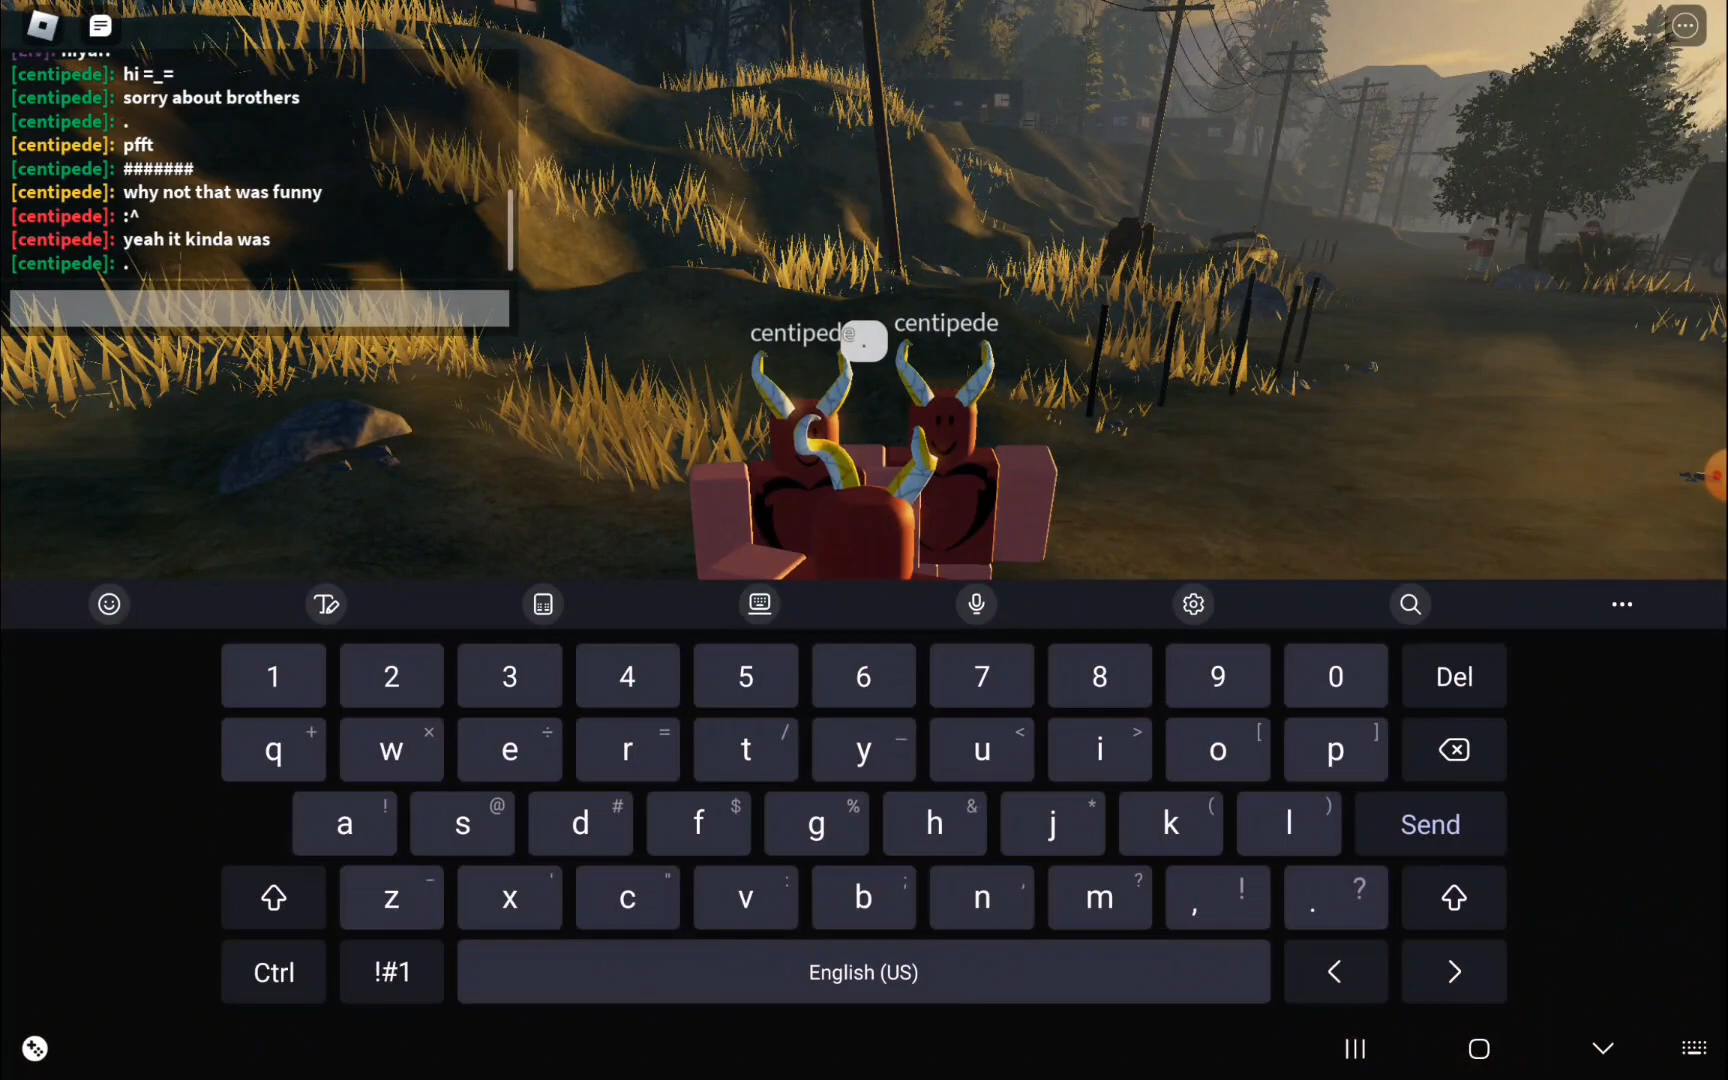 [centipede]: hi =_=
[centipede]: sorry about brothers
[centipede]: .
[centipede]: pfft
[centipede]: #######
[centipede]: why not that was funny
[centipede]: :^
[centipede]: yeah it kinda was
[centipede]: .
centipede . centipede
1 2 3 4 5 6 7 8 9 0 Del
q + w × e ÷ r = t / y _ u < i > o [ p ]
a ! s @ d # f $ g % h & j * k ( l ) Send
z - x ' c " v : b ; n , m ? , ! . ?
Ctrl !#1 English (US) < >